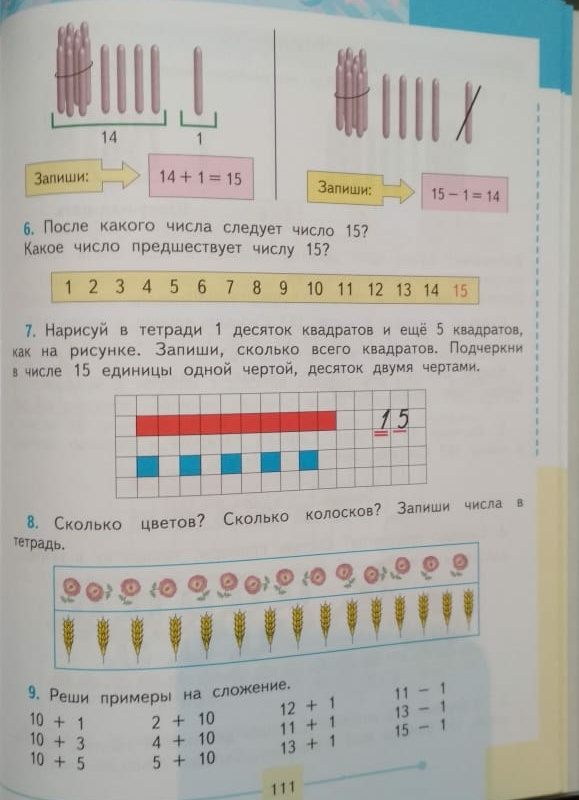 14
1
Запиши:
14 + 1 = 15
Запиши:
15 − 1 = 14
6. После какого числа следует число 15?
Какое число предшествует числу 15?
1 2 3 4 5 6 7 8 9 10 11 12 13 14 15
7. Нарисуй в тетради 1 десяток квадратов и ещё 5 квадратов,
как на рисунке. Запиши, сколько всего квадратов. Подчеркни
в числе 15 единицы одной чертой, десяток двумя чертами.
15
8. Сколько цветов? Сколько колосков? Запиши числа в
тетрадь.
9. Реши примеры на сложение.
10 + 1 2 + 10 12 + 1 11 − 1
10 + 3 4 + 10 11 + 1 13 − 1
10 + 5 5 + 10 13 + 1 15 − 1
111